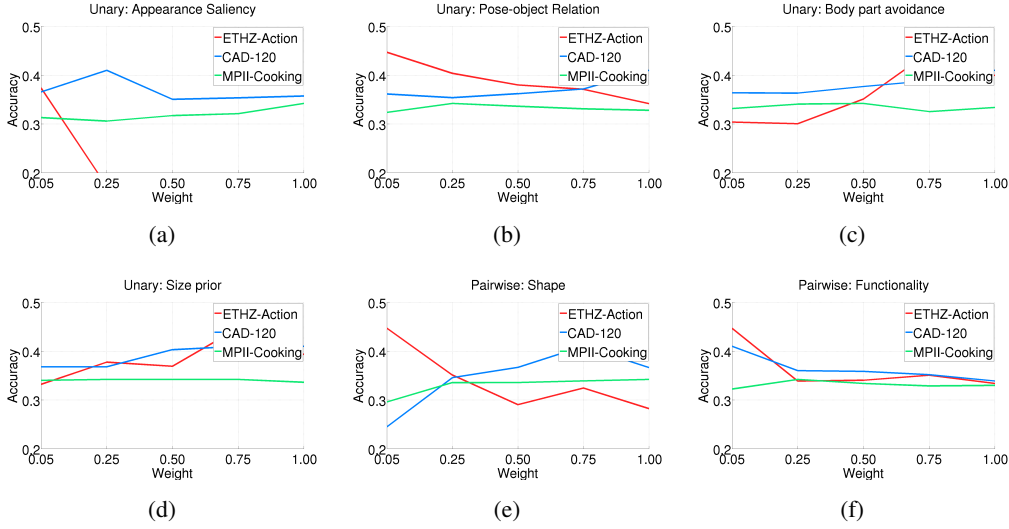 Unary: Appearance Saliency
0.5
0.4
0.3
0.2
Accuracy
ETHZ-Action
CAD-120
MPII-Cooking
0.05 0.25 0.50 0.75 1.00
Weight
(a)
Unary: Pose-object Relation
0.5
0.4
0.3
0.2
Accuracy
ETHZ-Action
CAD-120
MPII-Cooking
0.05 0.25 0.50 0.75 1.00
Weight
(b)
Unary: Body part avoidance
0.5
0.4
0.3
0.2
Accuracy
ETHZ-Action
CAD-120
MPII-Cooking
0.05 0.25 0.50 0.75 1.00
Weight
(c)
Unary: Size prior
0.5
0.4
0.3
0.2
Accuracy
ETHZ-Action
CAD-120
MPII-Cooking
0.05 0.25 0.50 0.75 1.00
Weight
(d)
Pairwise: Shape
0.5
0.4
0.3
0.2
Accuracy
ETHZ-Action
CAD-120
MPII-Cooking
0.05 0.25 0.50 0.75 1.00
Weight
(e)
Pairwise: Functionality
0.5
0.4
0.3
0.2
Accuracy
ETHZ-Action
CAD-120
MPII-Cooking
0.05 0.25 0.50 0.75 1.00
Weight
(f)